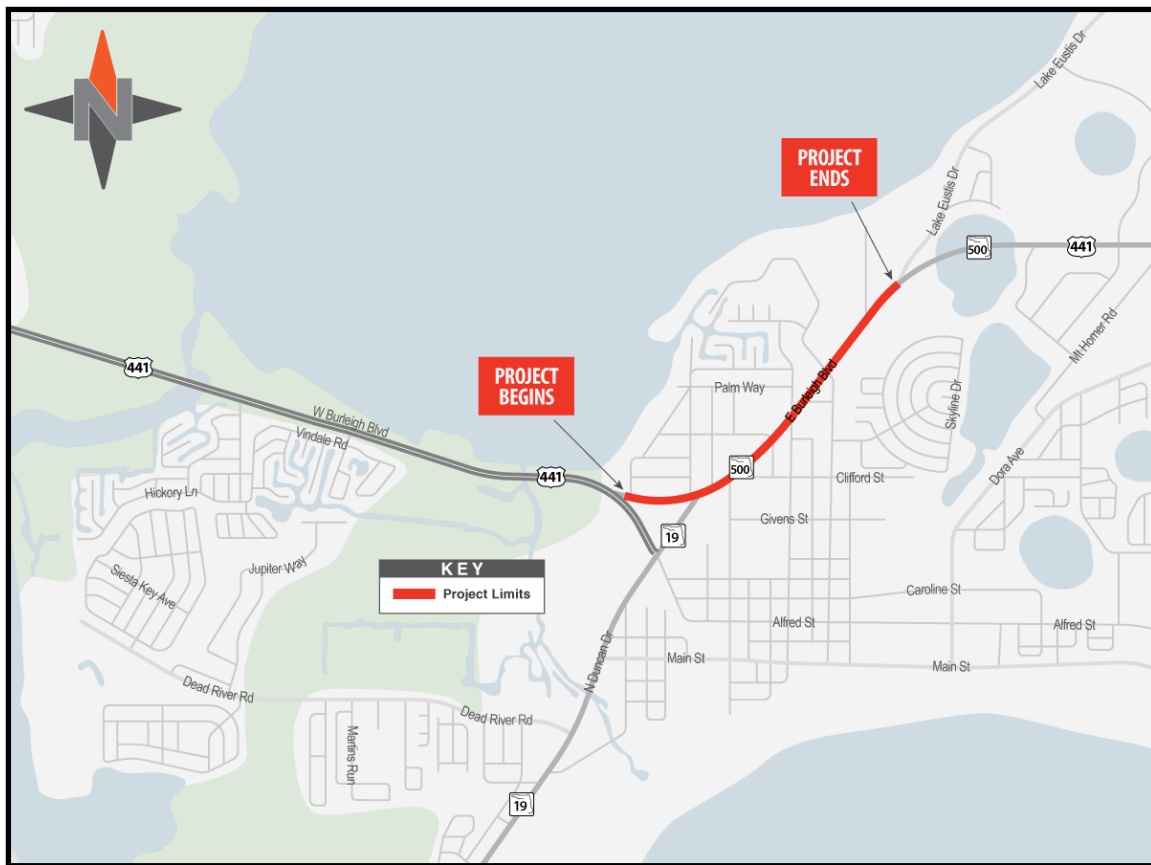 N
Lake Eustis Dr
PROJECT
ENDS
Lake Eustis Dr
500
441
Mt Homer Rd
441
PROJECT
BEGINS
Palm Way
E Burleigh Blvd
Skyline Dr
W Burleigh Blvd
Vindale Rd
441
500
Clifford St
Dora Ave
Hickory Ln
Givens St
19
Jupiter Way
KEY
Project Limits
Siesta Key Ave
Caroline St
Alfred St
Alfred St
Main St
Main St
N Duncan Dr
Dead River Rd
Dead River Rd
Martins Run
19